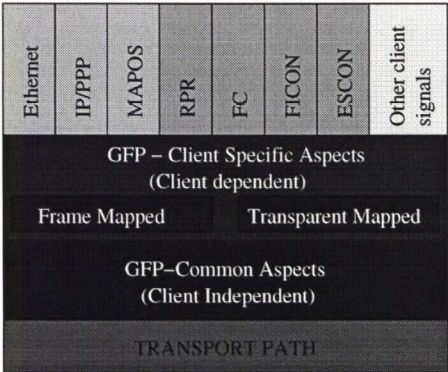 Ethernet
IP/PPP
MAPOS
RPR
FC
FICON
ESCON
Other client
signals
GFP – Client Specific Aspects
(Client dependent)
Frame Mapped
Transparent Mapped
GFP–Common Aspects
(Client Independent)
TRANSPORT PATH